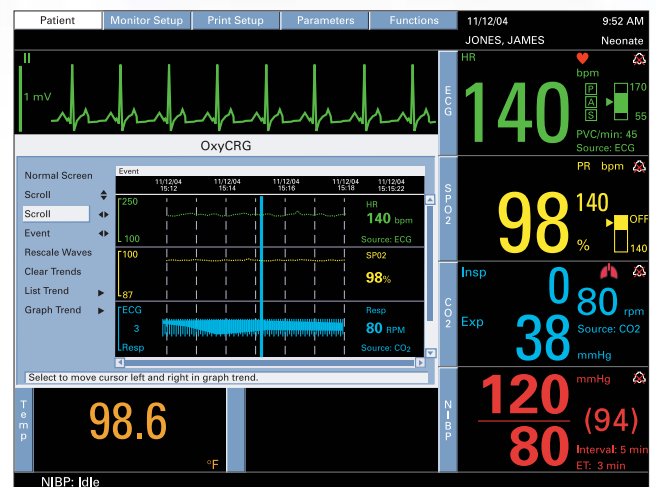 Patient Monitor Setup Print Setup Parameters Functions 11/12/04 9:52 AM
JONES, JAMES Neonate
II
1 mV
ECG
HR
bpm
140
P
A
S
170
55
PVC/min: 45
Source: ECG
OxyCRG
Normal Screen
Scroll
Scroll
Event
Rescale Waves
Clear Trends
List Trend
Graph Trend
Event
11/12/04 11/12/04 11/12/04 11/12/04 11/12/04
15:12 15:14 15:16 15:18 15:15:22
250
100
HR
140 bpm
Source: ECG
100
87
SP02
98%
ECG
3
Resp
Resp
80 RPM
Source: CO2
Select to move cursor left and right in graph trend.
SPO2
PR bpm
98
%
140
OFF
140
CO2
Insp 0
Exp 38
mmHg
80 rpm
Source: CO2
Temp
98.6
°F
NIBP
120
80
mmHg
(94)
Interval: 5 min
ET: 3 min
NIBP: Idle